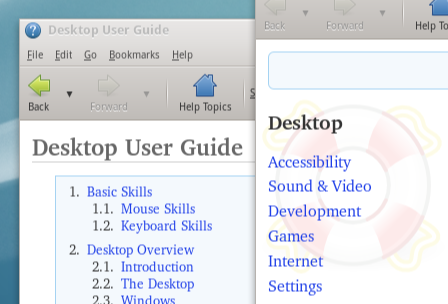 Desktop User Guide
File Edit Go Bookmarks Help
Back Forward Help Topics
Desktop User Guide
1. Basic Skills
1.1. Mouse Skills
1.2. Keyboard Skills
2. Desktop Overview
2.1. Introduction
2.2. The Desktop
2.3. Windows
Back Forward Help To
Desktop
Accessibility
Sound & Video
Development
Games
Internet
Settings